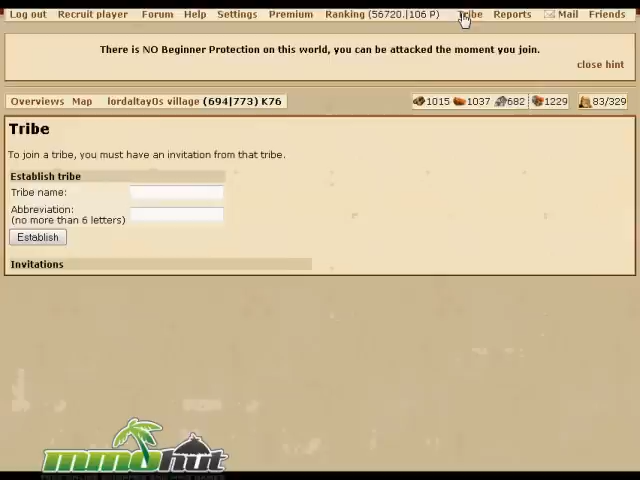 Log out Recruit player Forum Help Settings Premium Ranking (56720.|106 P) Tribe Reports Mail Friends
There is NO Beginner Protection on this world, you can be attacked the moment you join.
close hint
Overviews Map lordaltay0s village (694|773) K76 1015 1037 682 1229 83/329
Tribe
To join a tribe, you must have an invitation from that tribe.
Establish tribe
Tribe name:
Abbreviation:
(no more than 6 letters)
Establish
Invitations
mmohut